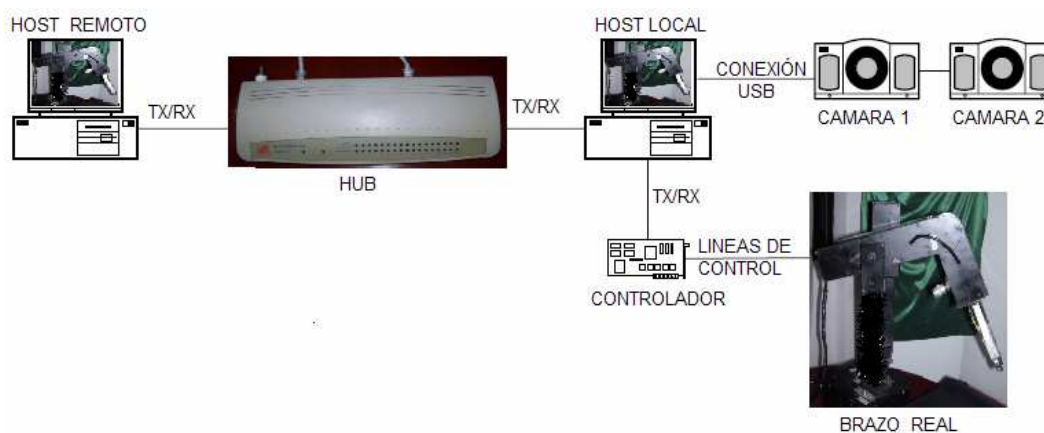 HOST REMOTO
HOST LOCAL
CONEXIÓN
USB
CAMARA 1
CAMARA 2
TX/RX
TX/RX
HUB
TX/RX
LINEAS DE
CONTROL
CONTROLADOR
BRAZO REAL